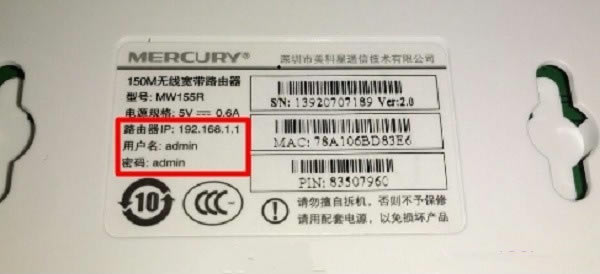 MERCURY®
深圳市美科星通信技术有限公司
150M无线宽带路由器
型号: MW155R
电源规格: 5V ⎓ 0.6A
路由器IP: 192.168.1.1
用户名: admin
密码: admin
S/N: 13920707189 Ver:2.0
MAC: 78A106BD83E6
PIN: 83507960
10
CCC
请勿擅自拆机，否则不予保修
请用配套电源，以免损坏产品